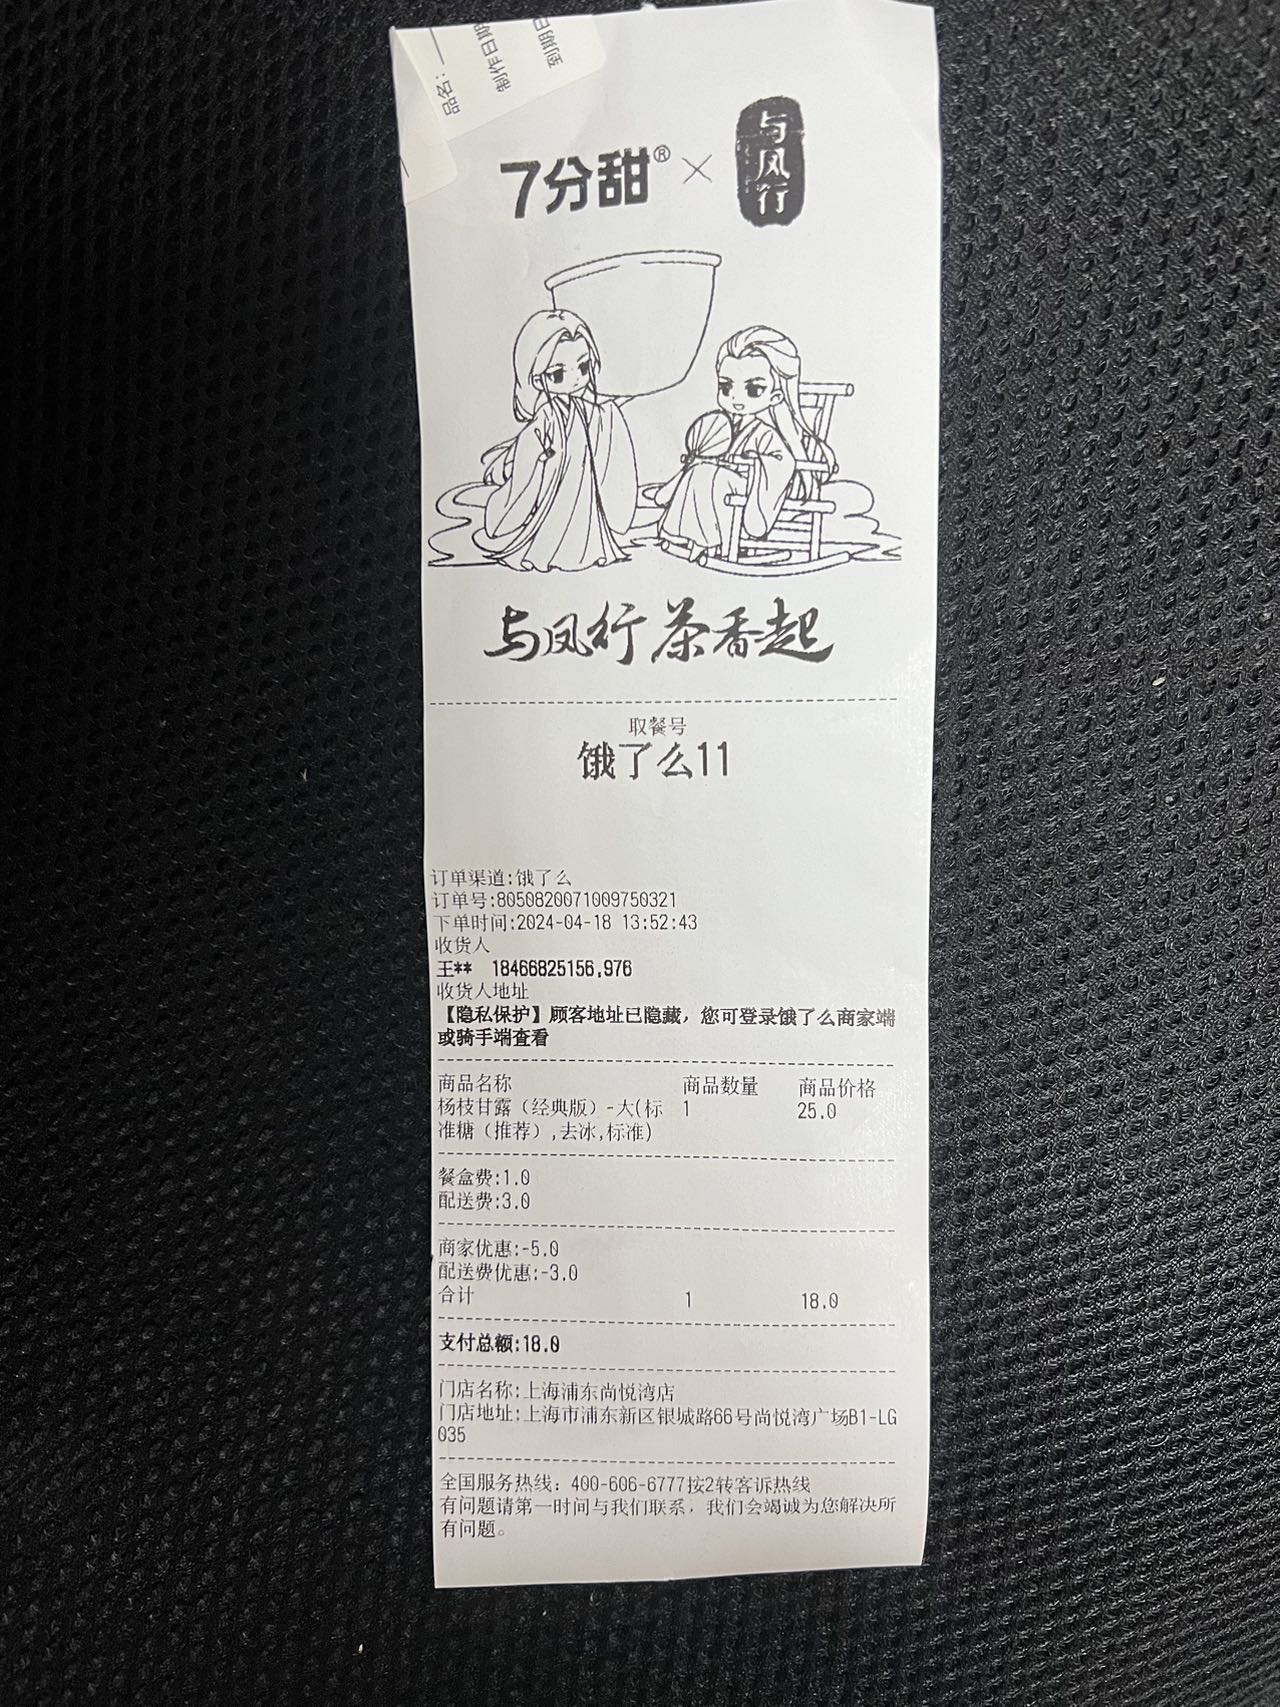 品名：
制作日期
到期日
7分甜® × 与风行
与凤行 茶香起
取餐号
饿了么11
订单渠道:饿了么
订单号:8050820071009750321
下单时间:2024-04-18 13:52:43
收货人
王** 18466825156,976
收货人地址
【隐私保护】顾客地址已隐藏，您可登录饿了么商家端
或骑手端查看
商品名称 商品数量 商品价格
杨枝甘露（经典版）-大(标 1 25.0
准糖（推荐）,去冰,标准)
餐盒费:1.0
配送费:3.0
商家优惠:-5.0
配送费优惠:-3.0
合计 1 18.0
支付总额:18.0
门店名称:上海浦东尚悦湾店
门店地址:上海市浦东新区银城路66号尚悦湾广场B1-LG
035
全国服务热线：400-606-6777按2转客诉热线
有问题请第一时间与我们联系，我们会竭诚为您解决所
有问题。